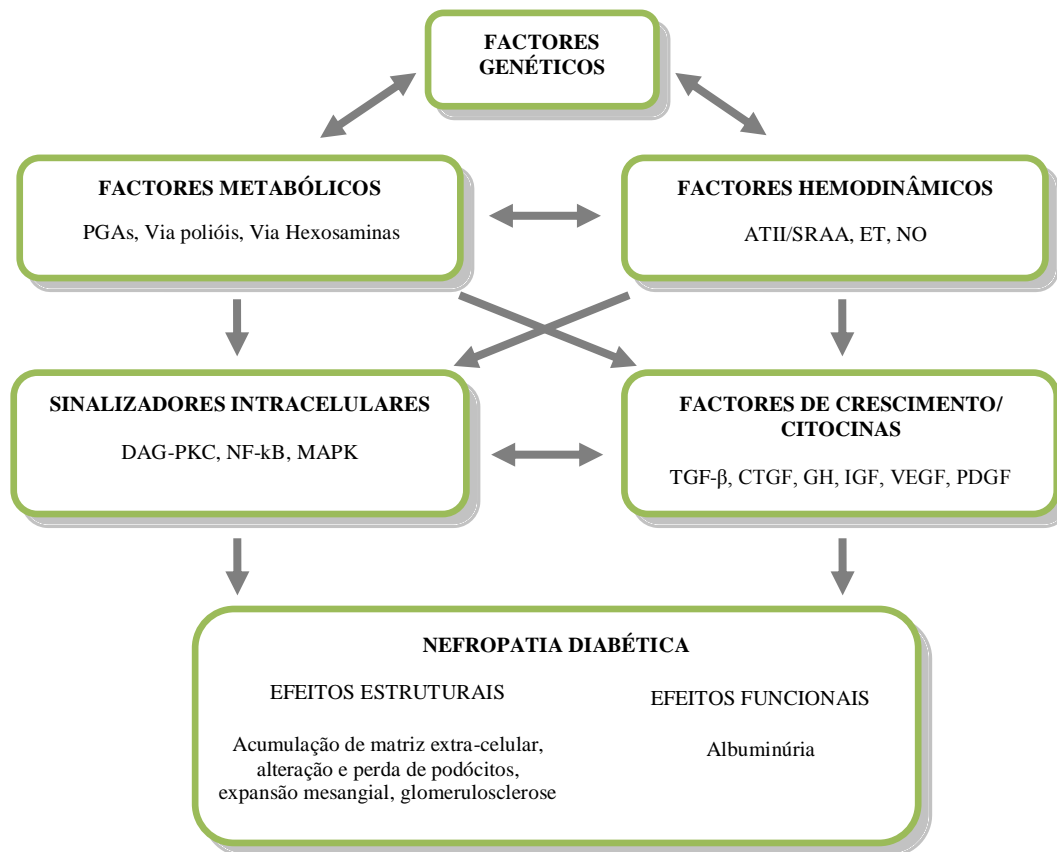 FACTORES
GENÉTICOS
FACTORES METABÓLICOS
PGAs, Via polióis, Via Hexosaminas
FACTORES HEMODINÂMICOS
ATII/SRAA, ET, NO
SINALIZADORES INTRACELULARES
DAG-PKC, NF-kB, MAPK
FACTORES DE CRESCIMENTO/
CITOCINAS
TGF-β, CTGF, GH, IGF, VEGF, PDGF
NEFROPATIA DIABÉTICA
EFEITOS ESTRUTURAIS
Acumulação de matriz extra-celular,
alteração e perda de podócitos,
expansão mesangial, glomerulosclerose
EFEITOS FUNCIONAIS
Albuminúria